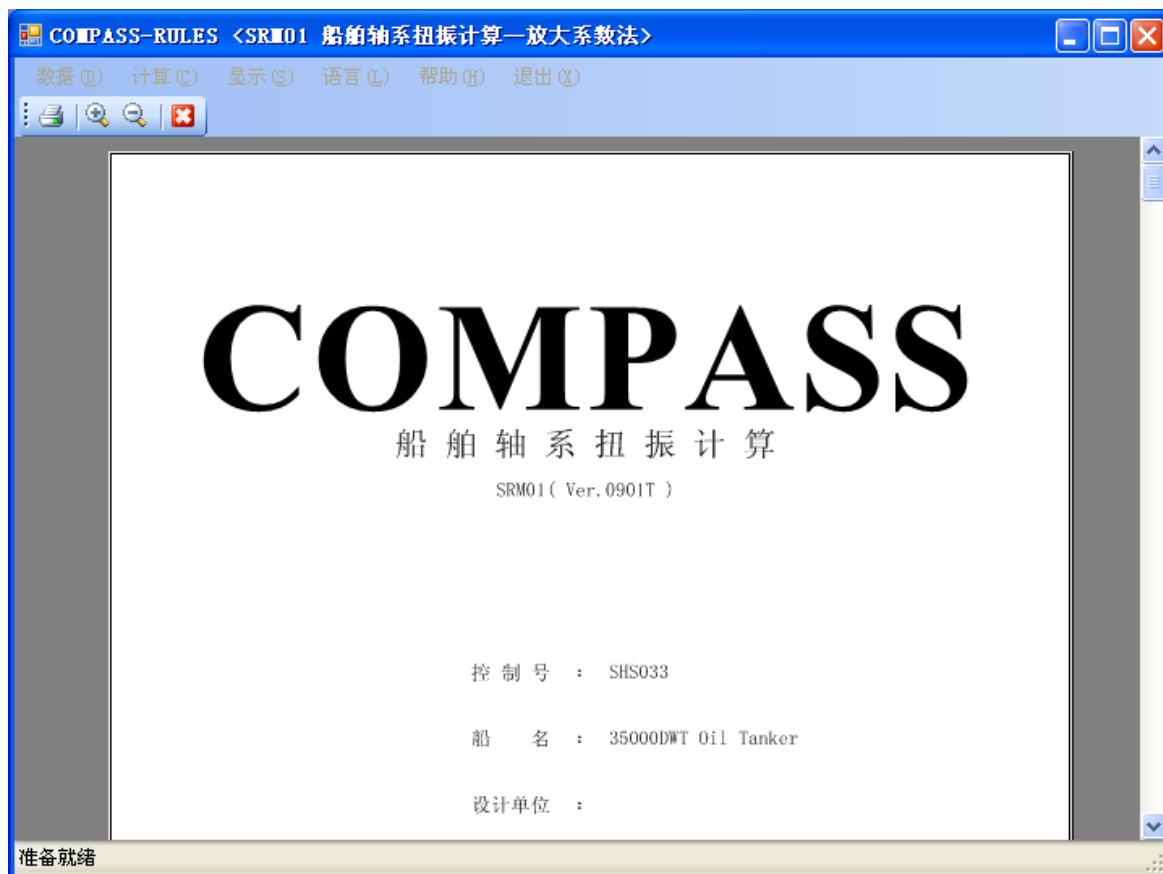 COMPASS-RULES <SRM01 船舶轴系扭振计算—放大系数法>
数据(D) 计算(C) 显示(S) 语言(L) 帮助(H) 退出(X)
COMPASS
船舶轴系扭振计算
SRM01( Ver.0901T )
控制号 : SHS033
船 名 : 35000DWT Oil Tanker
设计单位 :
准备就绪